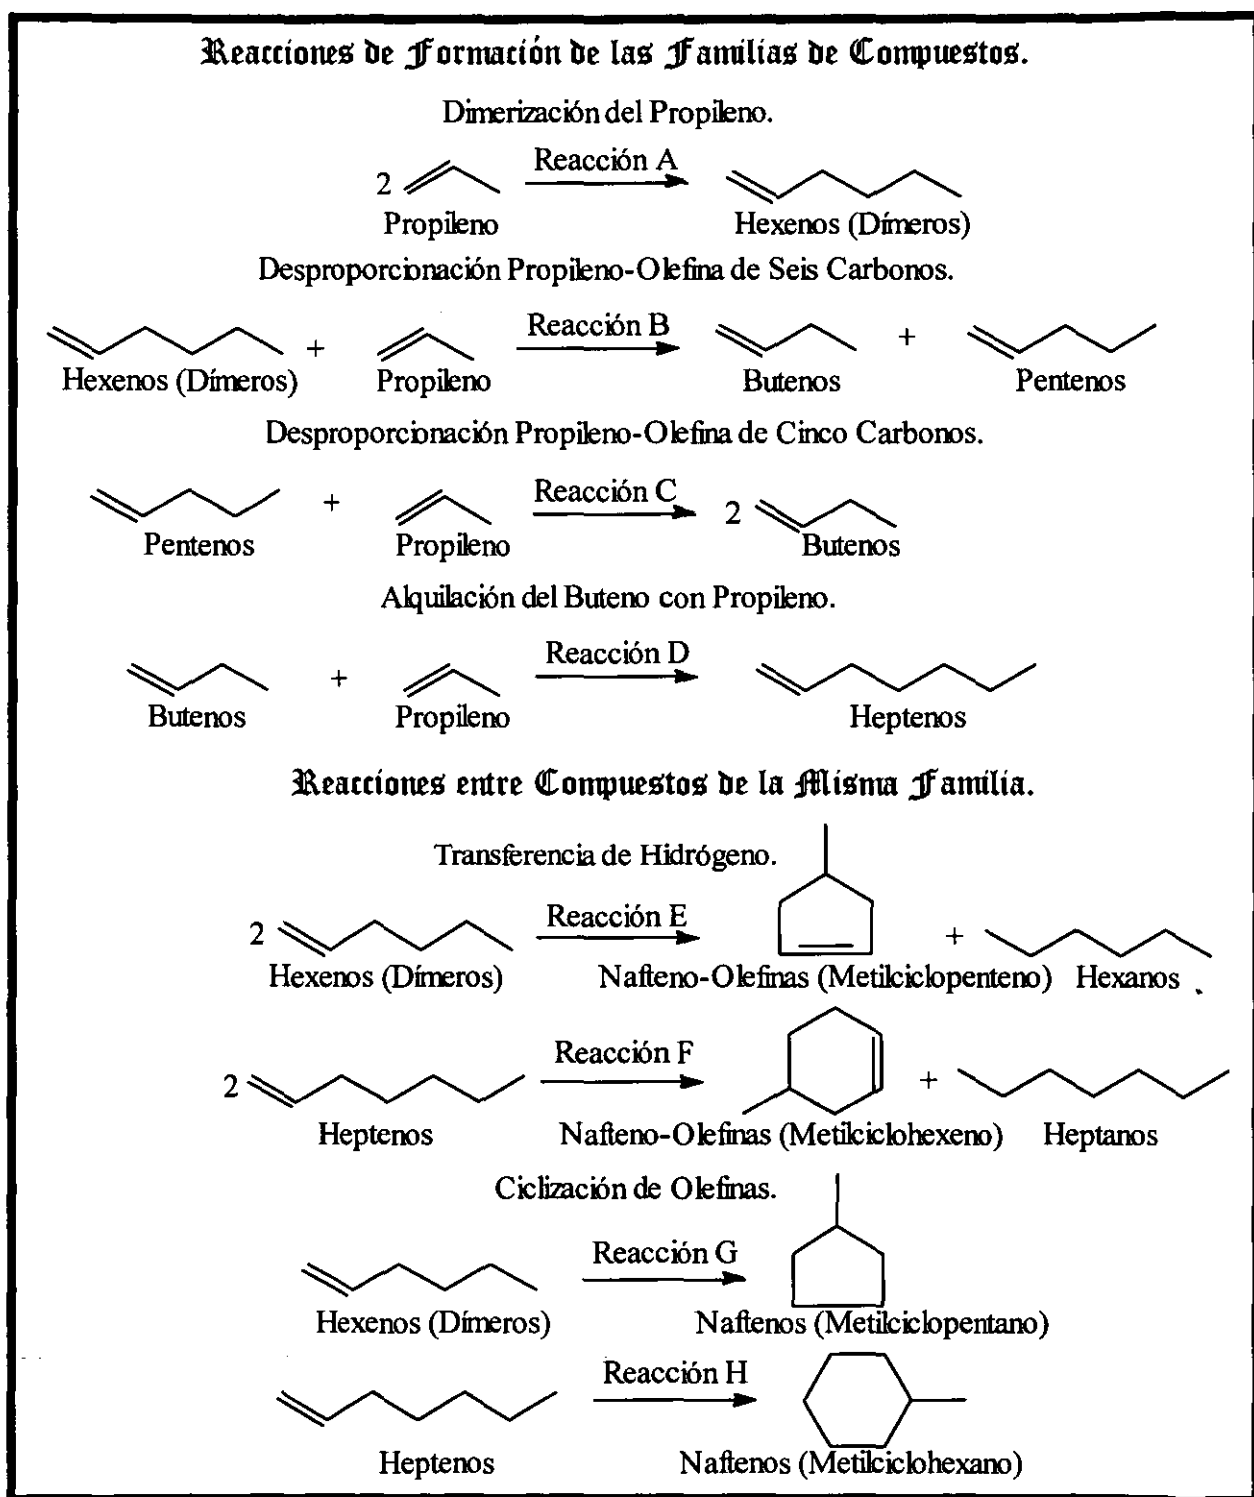 Reacciones de Formación de las Familias de Compuestos.
Dimerización del Propileno.
2 Reacción A
Propileno Hexenos (Dímeros)
Desproporcionación Propileno-Olefina de Seis Carbonos.
+ Reacción B +
Hexenos (Dímeros) Propileno Butenos Pentenos
Desproporcionación Propileno-Olefina de Cinco Carbonos.
+ Reacción C 2
Pentenos Propileno Butenos
Alquilación del Buteno con Propileno.
+ Reacción D
Butenos Propileno Heptenos
Reacciones entre Compuestos de la Misma Família.
Transferencia de Hidrógeno.
2 Reacción E +
Hexenos (Dímeros) Nafteno-Olefinas (Metilciclopenteno) Hexanos
2 Reacción F +
Heptenos Nafteno-Olefinas (Metilciclohexeno) Heptanos
Ciclización de Olefinas.
Reacción G
Hexenos (Dímeros) Naftenos (Metilciclopentano)
Reacción H
Heptenos Naftenos (Metilciclohexano)